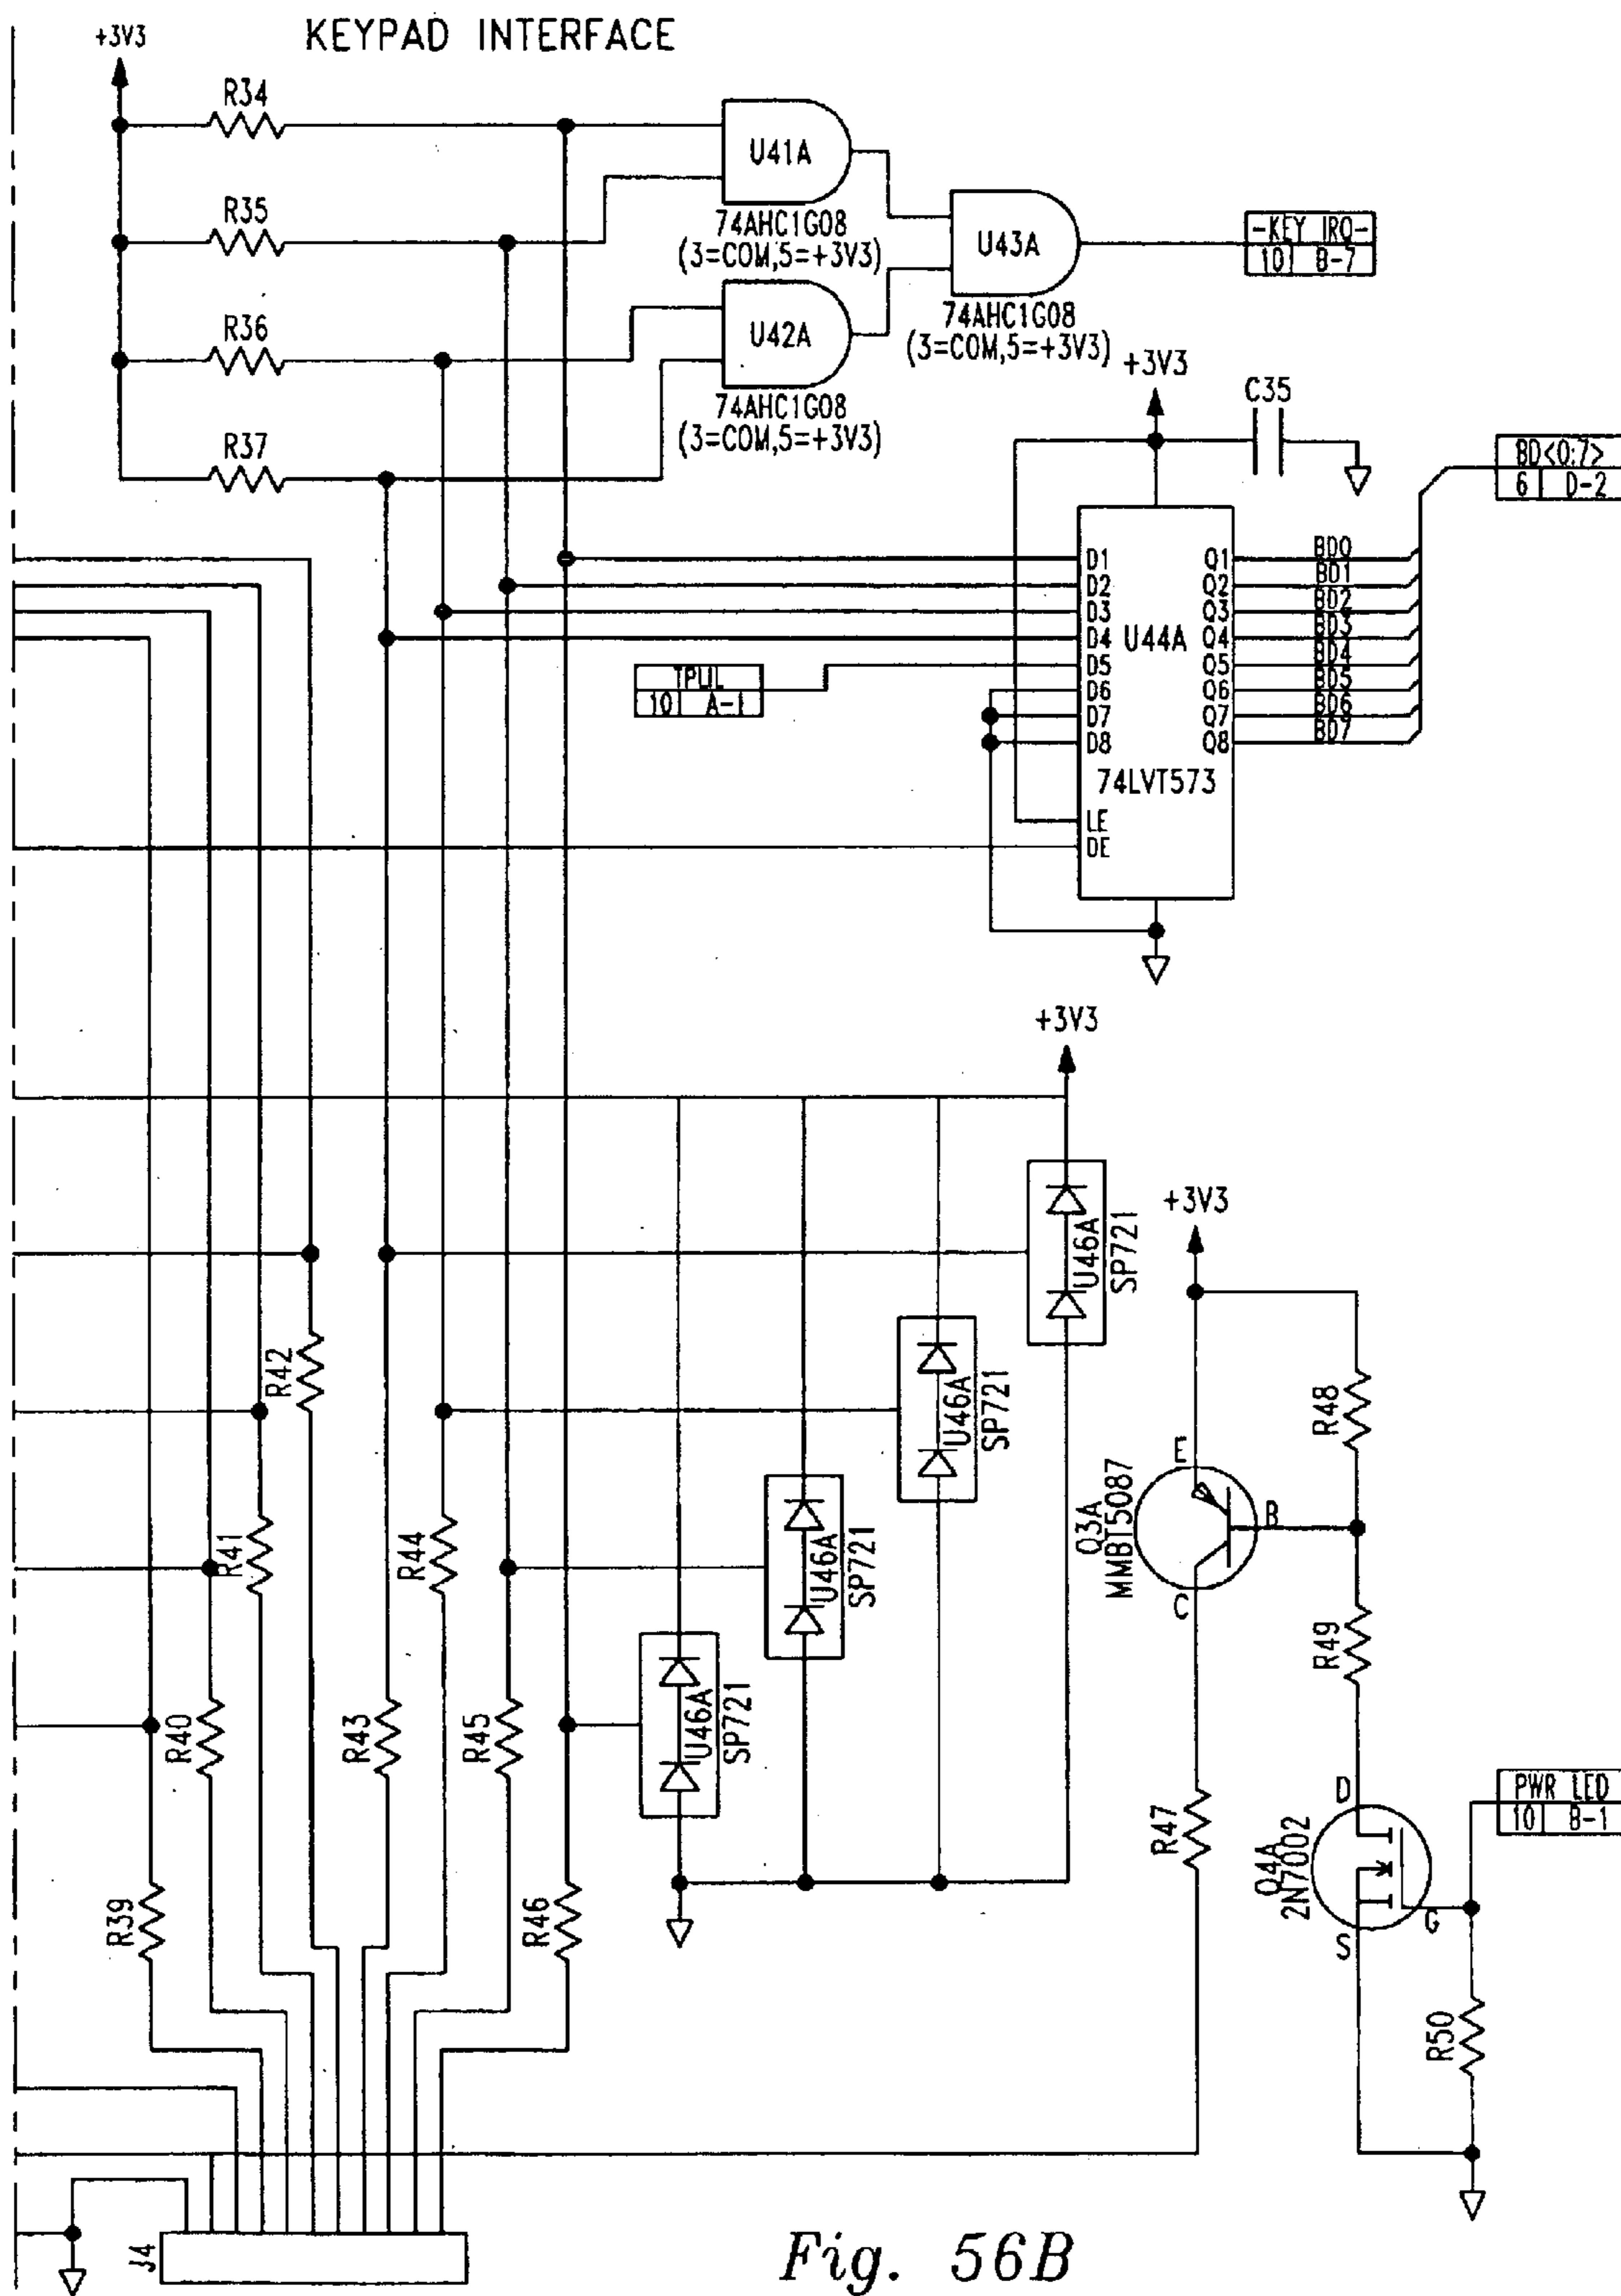 KEYPAD INTERFACE
+3V3
R34
U41A
74AHC1G08
(3=COM,5=+3V3)
R35
U43A
-KEY IRQ-
10 B-7
74AHC1G08
(3=COM,5=+3V3)
R36
U42A
74AHC1G08
(3=COM,5=+3V3)
R37
+3V3
C35
BD<0:7>
6 D-2
D1 Q1 BD0
D2 Q2 BD1
D3 Q3 BD2
D4 U44A Q4 BD3
D5 Q5 BD4
D6 Q6 BD5
D7 Q7 BD6
D8 Q8 BD7
74LVT573
LE
OE
TPUL
10 A-1
+3V3
U46A
SP721
+3V3
R42
U46A
SP721
R48
E
Q3A
MMBT5087
B
C
R41
R44
U46A
SP721
R49
R40
R43
R45
U46A
SP721
R47
D
Q4A
2N7002
G
S
PWR LED
10 B-1
R39
R46
R50
J4
Fig. 56B